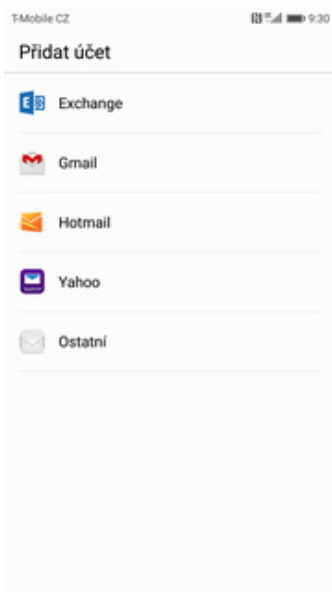 T-Mobile CZ 9:30
Přidat účet
Exchange
Gmail
Hotmail
Yahoo
Ostatní